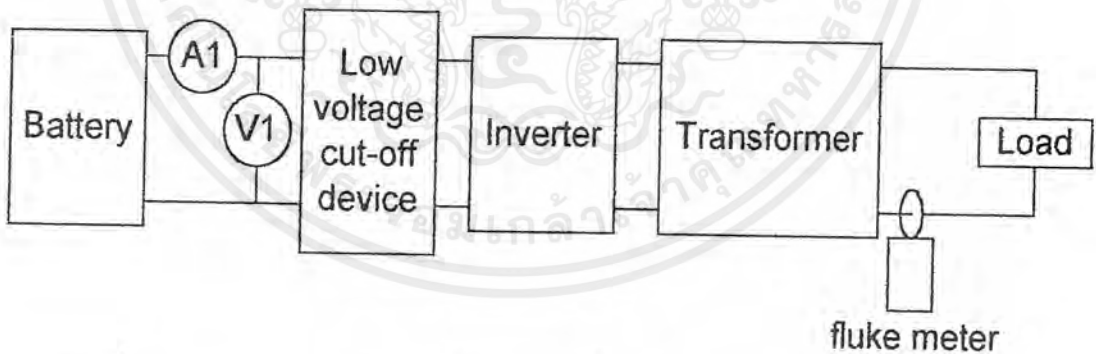 Battery
A1
V1
Low
voltage
cut-off
device
Inverter
Transformer
Load
fluke meter